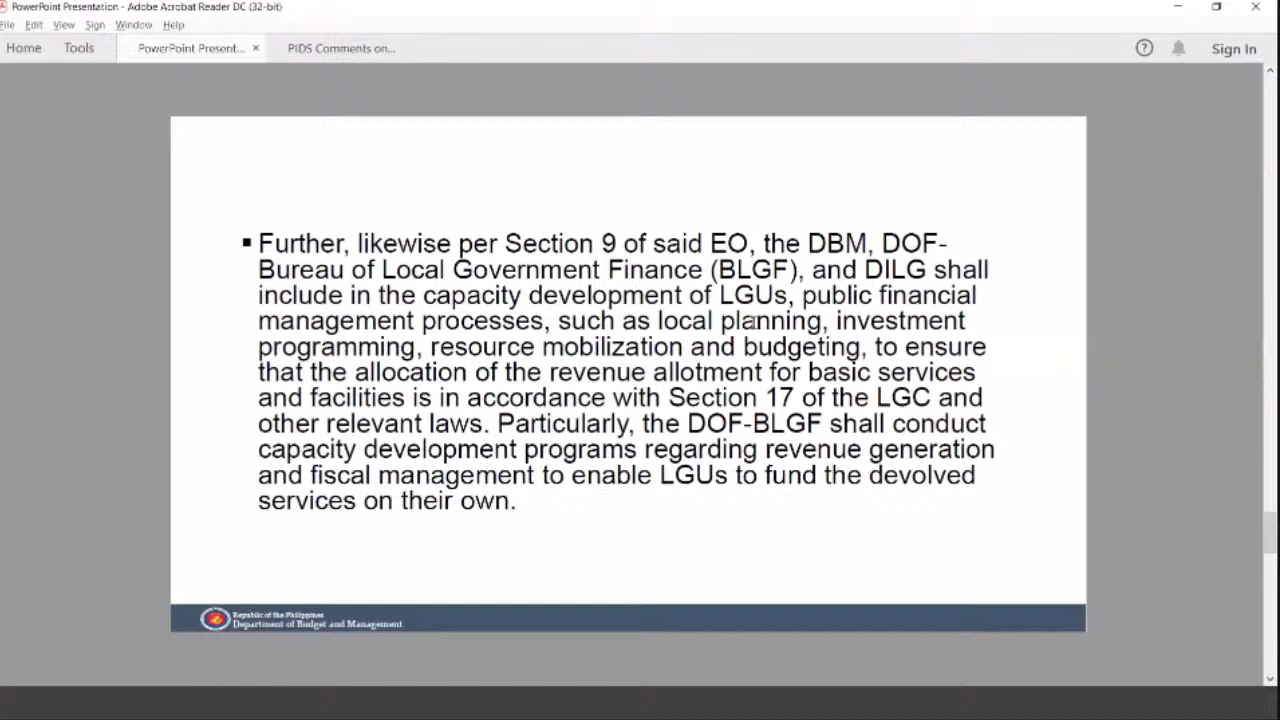 PowerPoint Presentation - Adobe Acrobat Reader DC (32-bit)
File Edit View Sign Window Help
Home Tools PowerPoint Present... × PIDS Comments on... Sign In
▪ Further, likewise per Section 9 of said EO, the DBM, DOF-
Bureau of Local Government Finance (BLGF), and DILG shall
include in the capacity development of LGUs, public financial
management processes, such as local planning, investment
programming, resource mobilization and budgeting, to ensure
that the allocation of the revenue allotment for basic services
and facilities is in accordance with Section 17 of the LGC and
other relevant laws. Particularly, the DOF-BLGF shall conduct
capacity development programs regarding revenue generation
and fiscal management to enable LGUs to fund the devolved
services on their own.
Republic of the Philippines
Department of Budget and Management